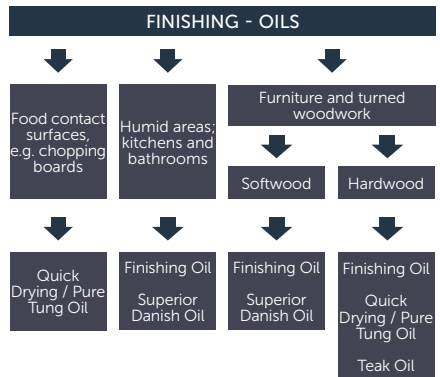 FINISHING - OILS
Food contact
surfaces,
e.g. chopping
boards
Humid areas;
kitchens and
bathrooms
Furniture and turned
woodwork
Softwood
Hardwood
Quick
Drying / Pure
Tung Oil
Finishing Oil
Superior
Danish Oil
Finishing Oil
Superior
Danish Oil
Finishing Oil
Quick
Drying / Pure
Tung Oil
Teak Oil